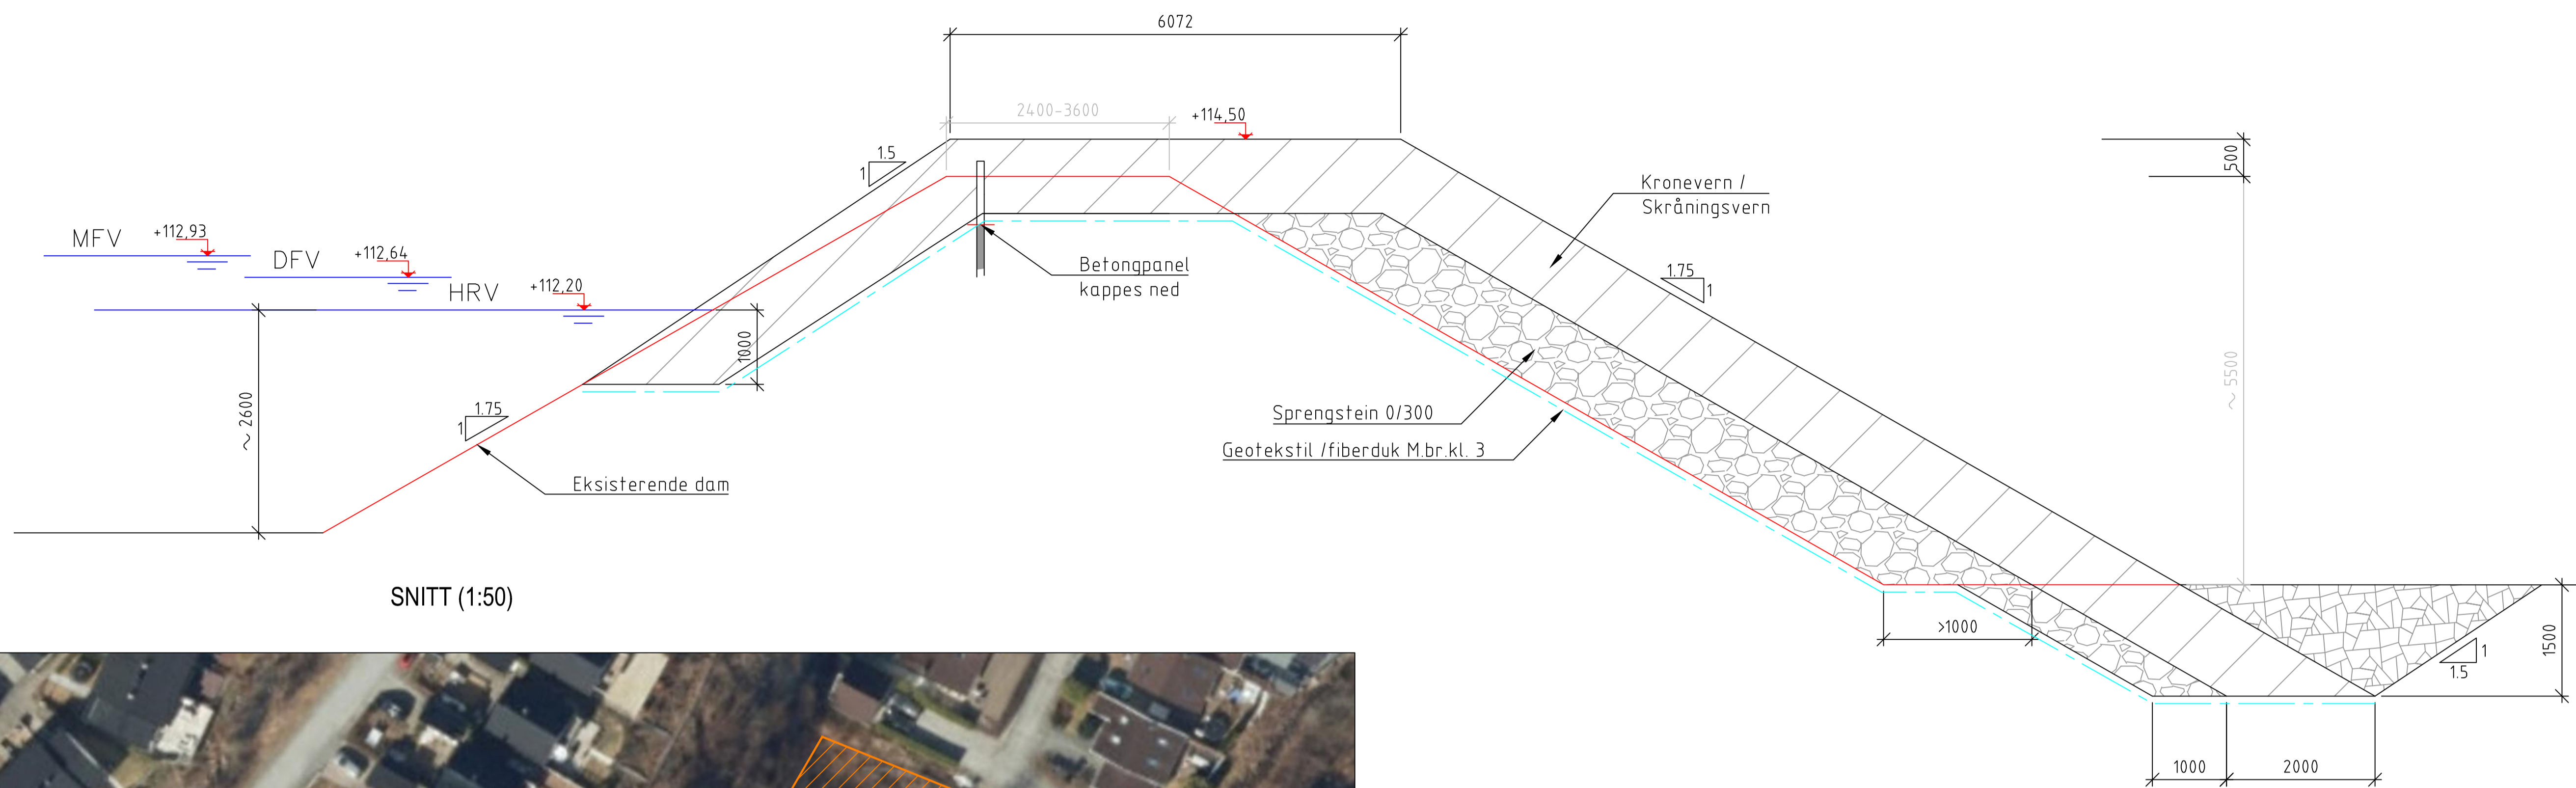 6072
2400-3600
+114,50
500
1.5
1
Kronevern /
Skråningsvern
MFV +112,93
DFV +112,64
HRV +112,20
Betongpanel
kappes ned
1.75
1
1000
~ 2600
~ 5500
1.75
1
Sprengstein 0/300
Geotekstil /fiberduk M.br.kl. 3
Eksisterende dam
SNITT (1:50)
>1000
1500
1
1.5
1000
2000